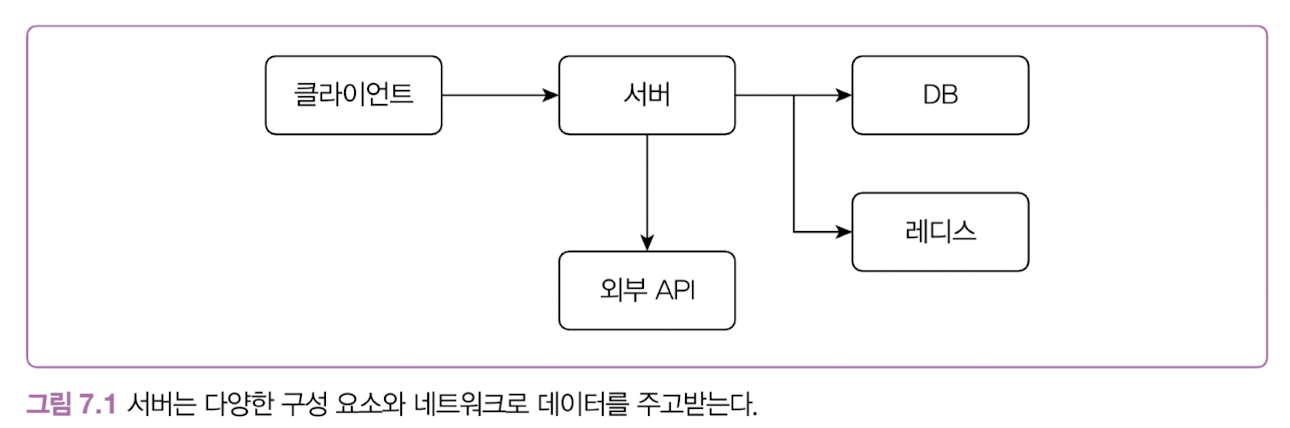 클라이언트
서버
DB
레디스
외부 API
그림 7.1 서버는 다양한 구성 요소와 네트워크로 데이터를 주고받는다.